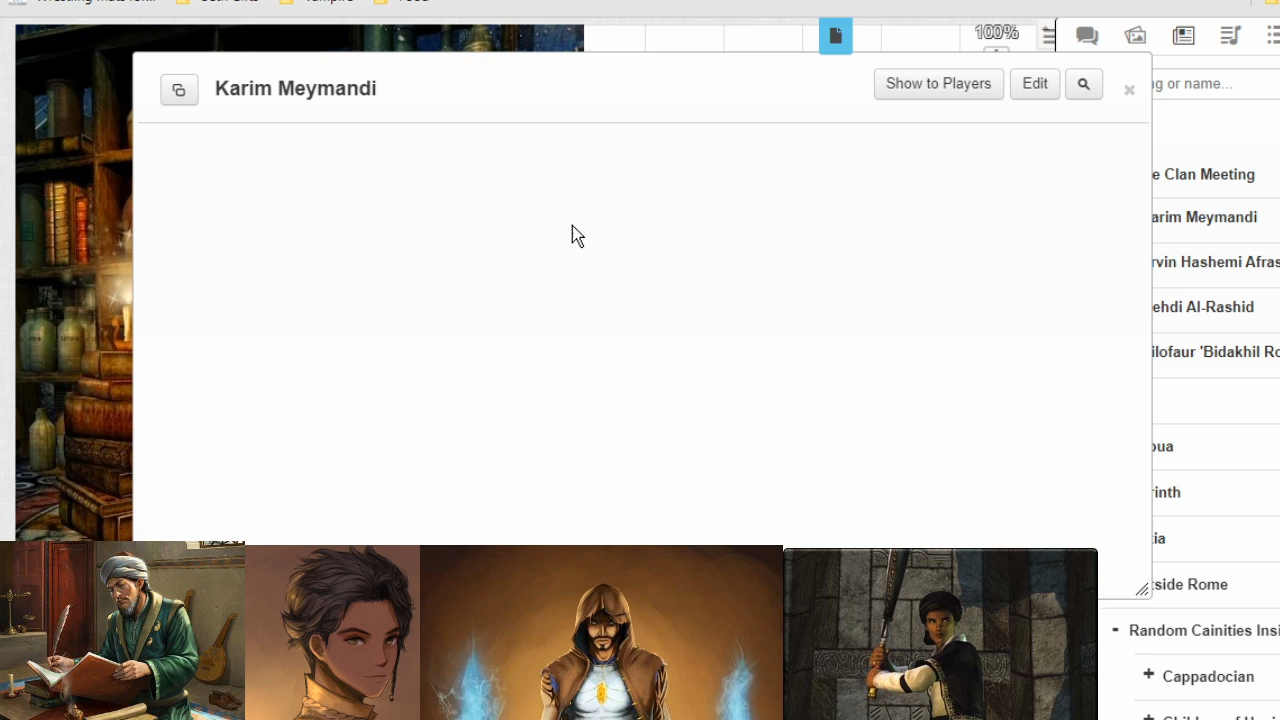 100%
Karim Meymandi
Show to Players
Edit
g or name...
e Clan Meeting
arim Meymandi
rvin Hashemi Afras
ehdi Al-Rashid
ilofaur 'Bidakhil Ro
rinth
tside Rome
Random Cainities Insi
Cappadocian